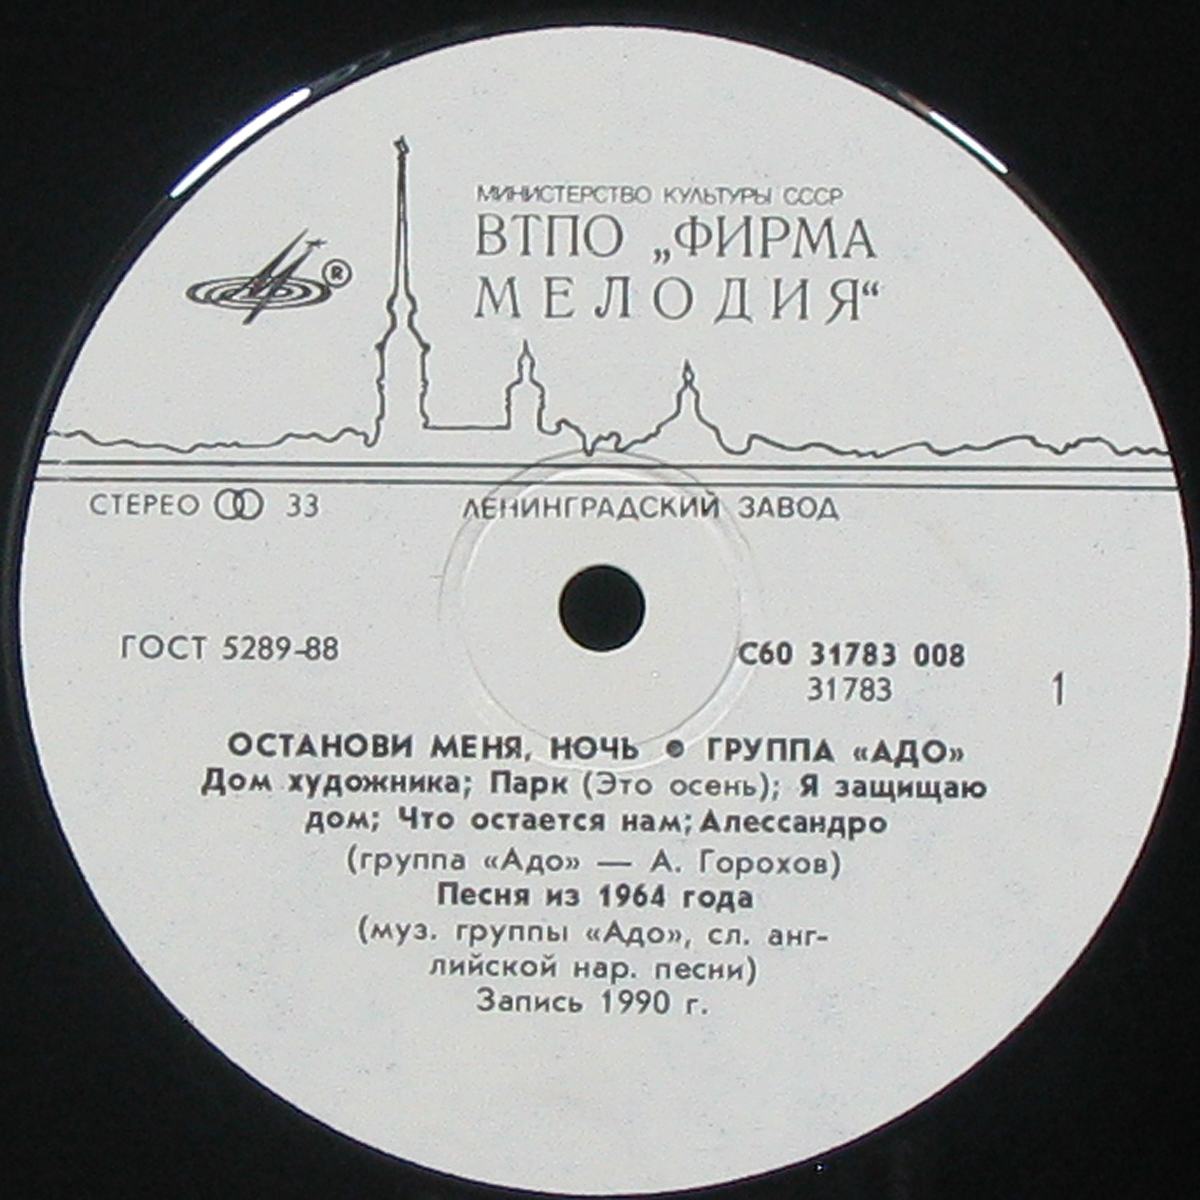 МИНИСТЕРСТВО КУЛЬТУРЫ СССР
ВТПО „ФИРМА
МЕЛОДИЯ“
®
СТЕРЕО 33 ЛЕНИНГРАДСКИЙ ЗАВОД
ГОСТ 5289-88 С60 31783 008
31783 1
ОСТАНОВИ МЕНЯ, НОЧЬ ● ГРУППА «АДО»
Дом художника; Парк (Это осень); Я защищаю
дом; Что остается нам; Алессандро
(группа «Адо» — А. Горохов)
Песня из 1964 года
(муз. группы «Адо», сл. анг-
лийской нар. песни)
Запись 1990 г.